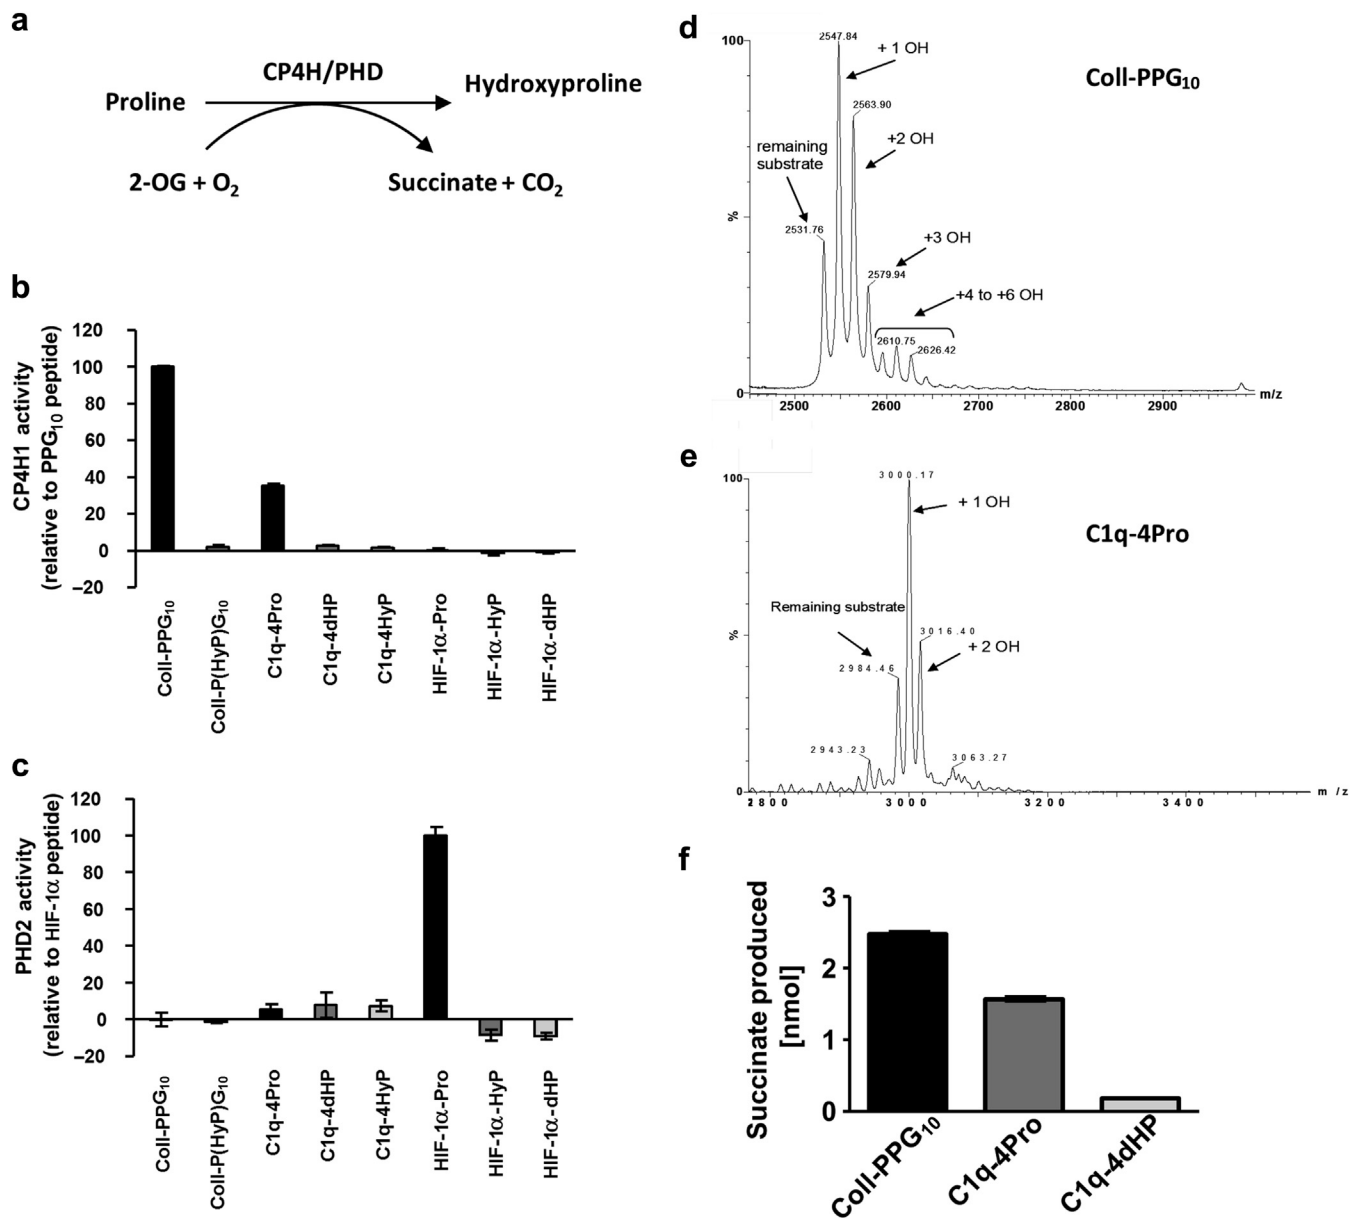 a
CP4H/PHD
Proline
Hydroxyproline
2-OG + O₂
Succinate + CO₂
b
CP4H1 activity
(relative to PPG₁₀ peptide)
120
100
80
60
40
20
0
–20
Coll-PPG₁₀
Coll-P(HyP)G₁₀
C1q-4Pro
C1q-4dHP
C1q-4HyP
HIF-1α-Pro
HIF-1α-HyP
HIF-1α-dHP
c
PHD2 activity
(relative to HIF-1α peptide)
120
100
80
60
40
20
0
–20
Coll-PPG₁₀
Coll-P(HyP)G₁₀
C1q-4Pro
C1q-4dHP
C1q-4HyP
HIF-1α-Pro
HIF-1α-HyP
HIF-1α-dHP
d
100
%
0
2547.84
+ 1 OH
Coll-PPG₁₀
2563.90
+2 OH
remaining
substrate
2531.76
+3 OH
2579.94
+4 to +6 OH
2610.75
2626.42
2500
2600
2700
2800
2900
m/z
e
100
%
0
3000.17
+ 1 OH
C1q-4Pro
Remaining substrate
3016.40
+ 2 OH
2984.46
2943.23
3063.27
2800
3000
3200
3400
m /z
f
Succinate produced
[nmol]
3
2
1
0
Coll-PPG₁₀
C1q-4Pro
C1q-4dHP